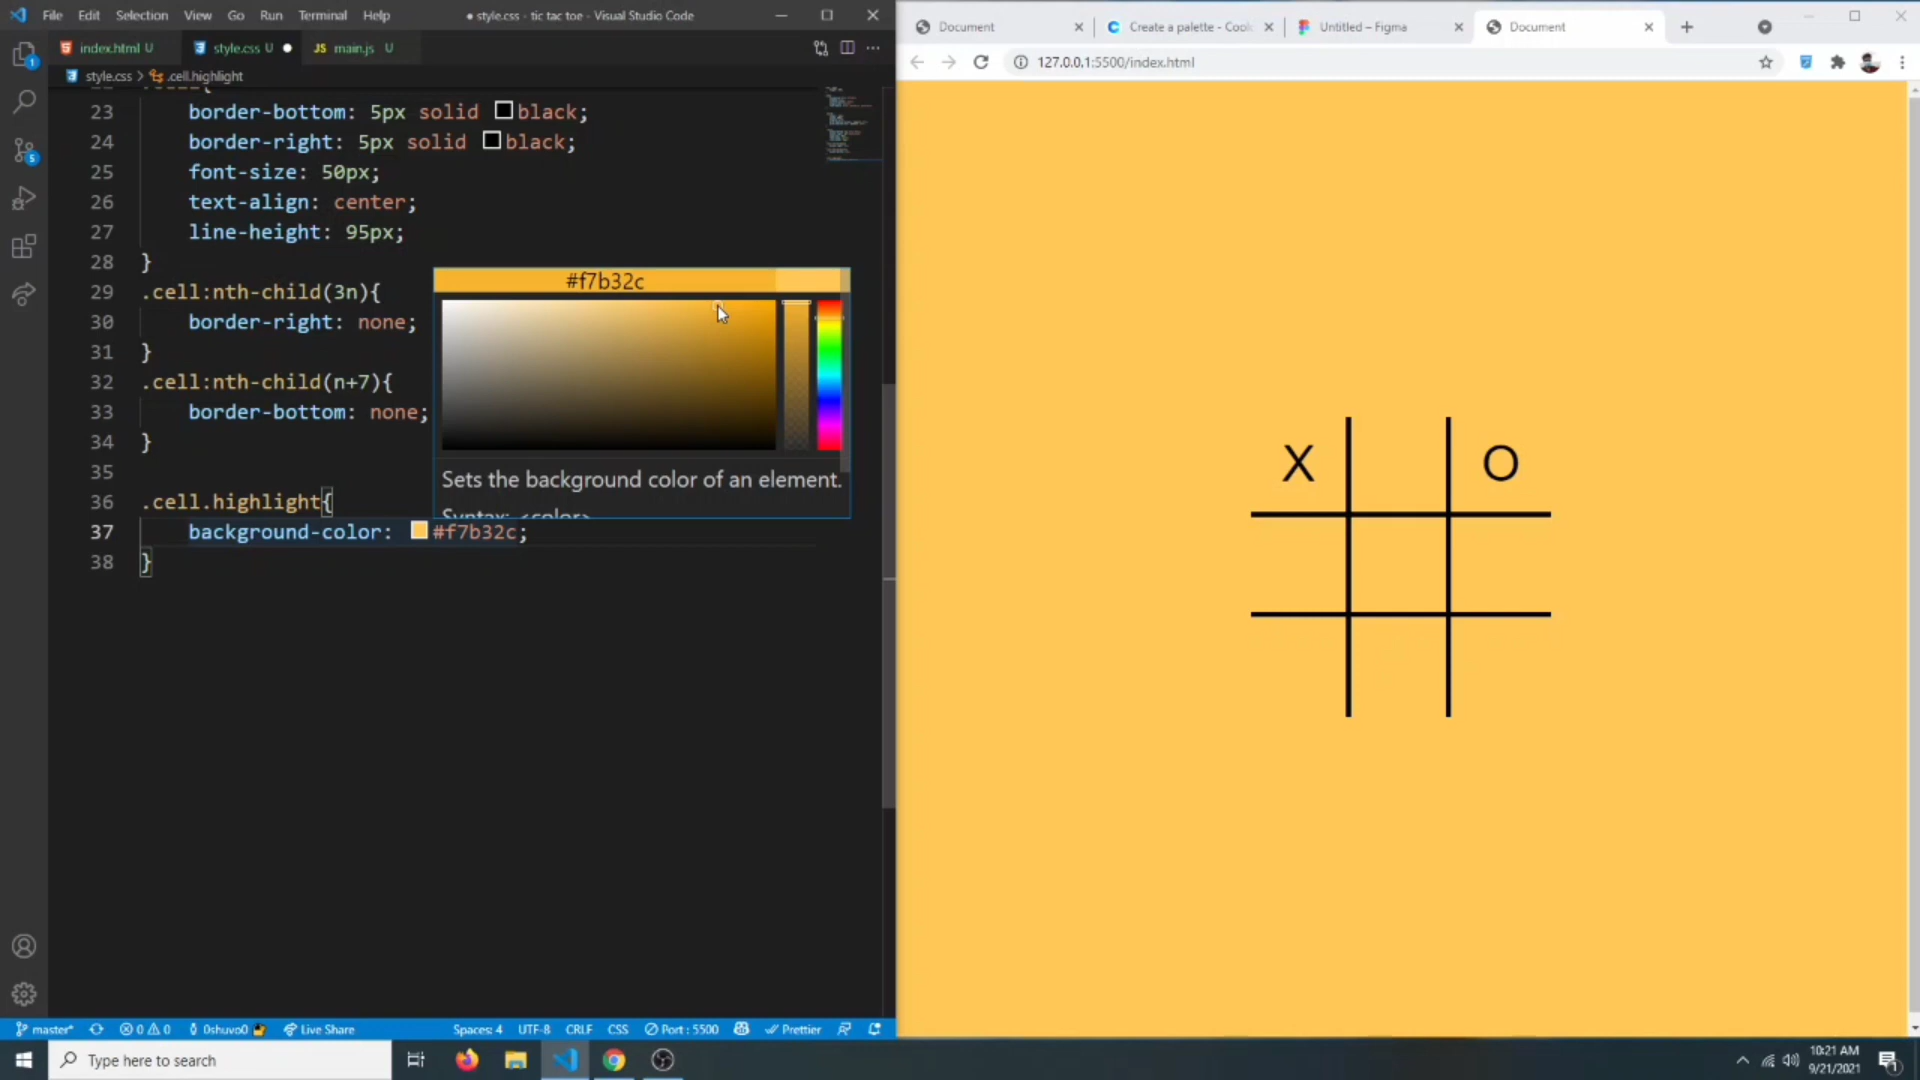 File Edit Selection View Go Run Terminal Help
● style.css - tic tac toe - Visual Studio Code
index.html U
style.css U ●
JS main.js U
style.css > .cell.highlight
23 border-bottom: 5px solid black;
24 border-right: 5px solid black;
25 font-size: 50px;
26 text-align: center;
27 line-height: 95px;
28 }
29 .cell:nth-child(3n){
30 border-right: none;
31 }
32 .cell:nth-child(n+7){
33 border-bottom: none;
34 }
35
36 .cell.highlight{
37 background-color: #f7b32c;
38 }
#f7b32c
Sets the background color of an element.
Syntax: <color>
master* 0 0 0shuvo0 Live Share
Spaces: 4 UTF-8 CRLF CSS Port : 5500 Prettier
Document
Create a palette - Cool
Untitled – Figma
Document
127.0.0.1:5500/index.html
X O
Type here to search
10:21 AM
9/21/2021